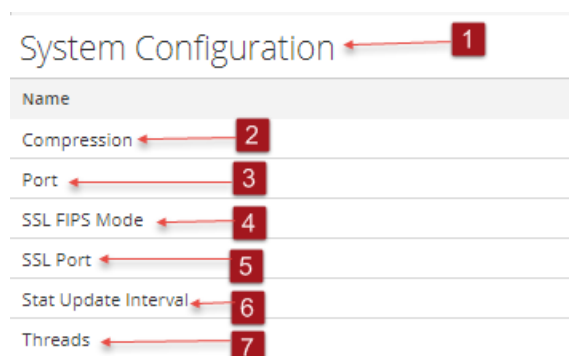 System Configuration 1
Name
Compression 2
Port 3
SSL FIPS Mode 4
SSL Port 5
Stat Update Interval 6
Threads 7